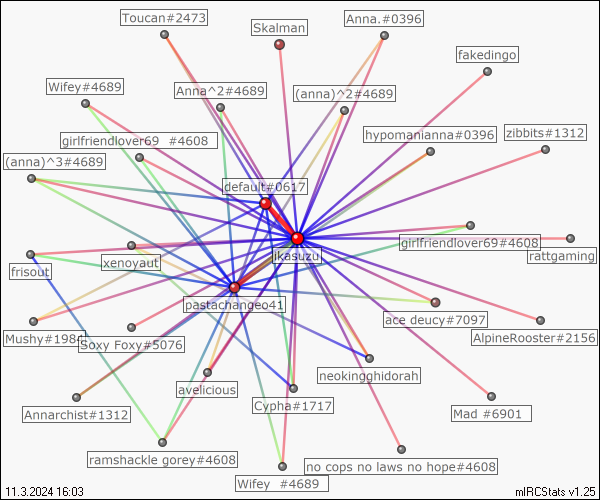 Toucan#2473
Anna.#0396
Skalman
fakedingo
Wifey#4689
Anna^2#4689
(anna)^2#4689
girlfriendlover69 #4608
hypomanianna#0396
zibbits#1312
(anna)^3#4689
default#0617
girlfriendlover69#4608
likasuzu
rattgaming
xenoyaut
frisout
pastachangeo41
ace deucy#7097
Mushy#1984
Soxy Foxy#5076
AlpineRooster#2156
neokingghidorah
avelicious
Cypha#1717
Annarchist#1312
Mad #6901
ramshackle gorey#4608
no cops no laws no hope#4608
Wifey #4689
11.3.2024 16:03
mIRCStats v1.25